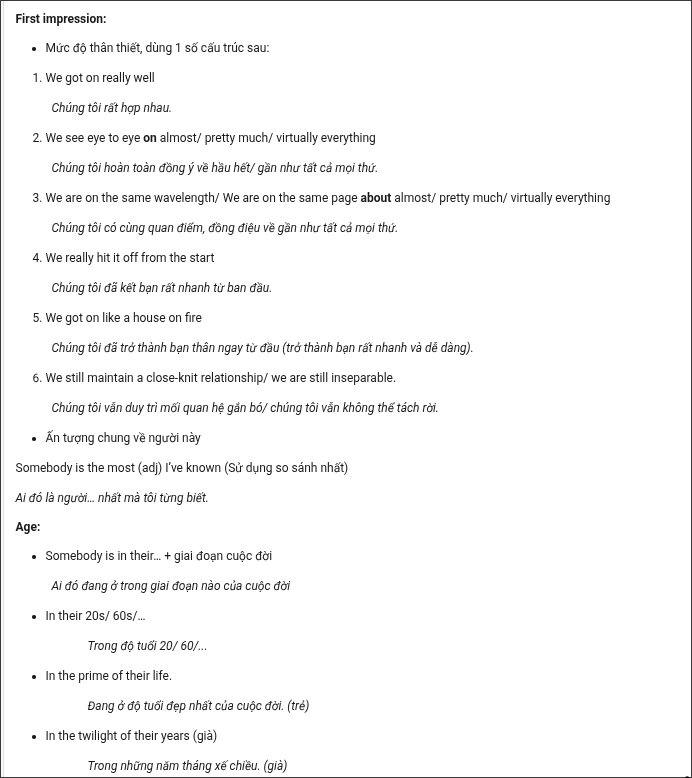 First impression:
• Mức độ thân thiết, dùng 1 số cấu trúc sau:
1. We got on really well
Chúng tôi rất hợp nhau.
2. We see eye to eye on almost/ pretty much/ virtually everything
Chúng tôi hoàn toàn đồng ý về hầu hết/ gần như tất cả mọi thứ.
3. We are on the same wavelength/ We are on the same page about almost/ pretty much/ virtually everything
Chúng tôi có cùng quan điểm, đồng điệu về gần như tất cả mọi thứ.
4. We really hit it off from the start
Chúng tôi đã kết bạn rất nhanh từ ban đầu.
5. We got on like a house on fire
Chúng tôi đã trở thành bạn thân ngay từ đầu (trở thành bạn rất nhanh và dễ dàng).
6. We still maintain a close-knit relationship/ we are still inseparable.
Chúng tôi vẫn duy trì mối quan hệ gắn bó/ chúng tôi vẫn không thể tách rời.
• Ấn tượng chung về người này
Somebody is the most (adj) I’ve known (Sử dụng so sánh nhất)
Ai đó là người… nhất mà tôi từng biết.
Age:
• Somebody is in their… + giai đoạn cuộc đời
Ai đó đang ở trong giai đoạn nào của cuộc đời
• In their 20s/ 60s/…
Trong độ tuổi 20/ 60/...
• In the prime of their life.
Đang ở độ tuổi đẹp nhất của cuộc đời. (trẻ)
• In the twilight of their years (già)
Trong những năm tháng xế chiều. (già)